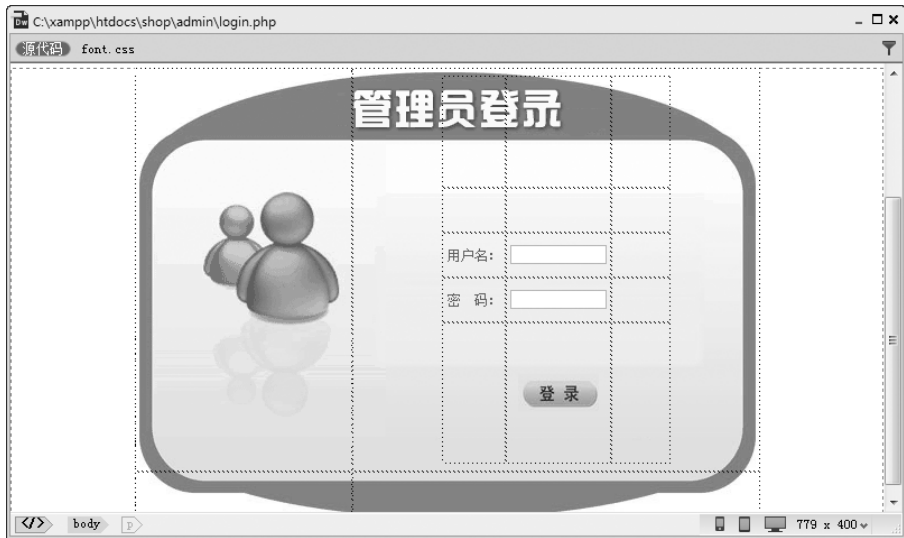 Dw C:\xampp\htdocs\shop\admin\login.php
源代码 font.css
管理员登录
用户名：
密 码：
登 录
</> body p 779 x 400